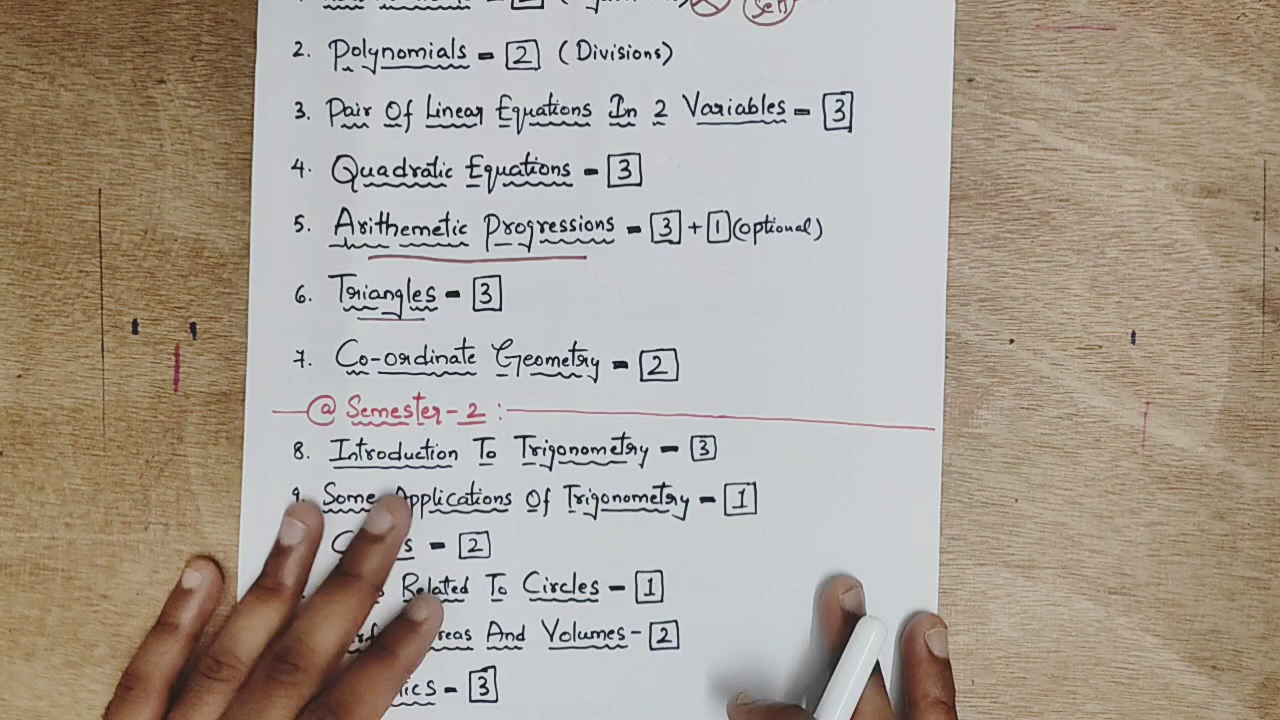 2. Polynomials = 2 (Divisions)
3. Pair Of Linear Equations In 2 Variables = 3
4. Quadratic Equations = 3
5. Arithemetic Progressions = 3 + 1 (optional)
6. Triangles = 3
7. Co-ordinate Geometry = 2
@ Semester-2 :
8. Introduction To Trigonometry = 3
9. Some Applications Of Trigonometry = 1
= 2
Related To Circles = 1
And Volumes - 2
= 3